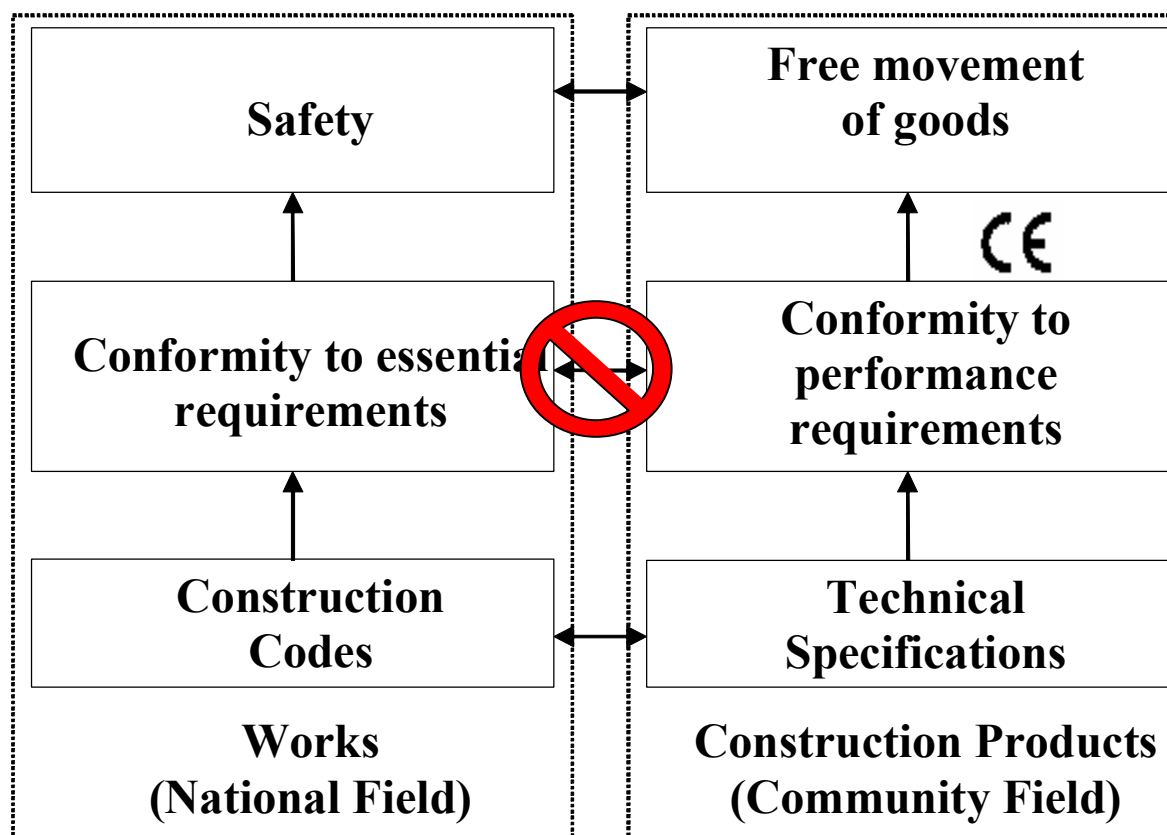 Safety
Free movement
of goods
CE
Conformity to essential
requirements
Conformity to
performance
requirements
Construction
Codes
Technical
Specifications
Works
(National Field)
Construction Products
(Community Field)